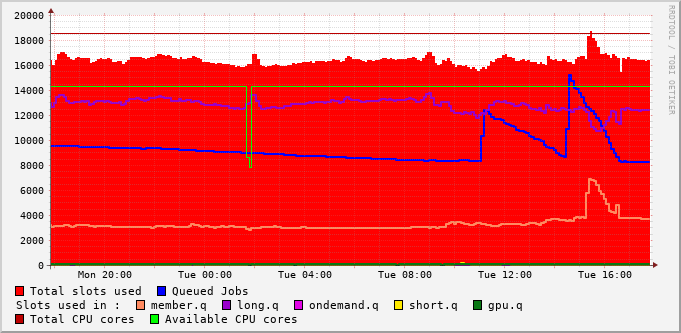 20000
18000
16000
14000
12000
10000
8000
6000
4000
2000
0
Mon 20:00 Tue 00:00 Tue 04:00 Tue 08:00 Tue 12:00 Tue 16:00
RRDTOOL / TOBI OETIKER
Total slots used Queued Jobs
Slots used in : member.q long.q ondemand.q short.q gpu.q
Total CPU cores Available CPU cores